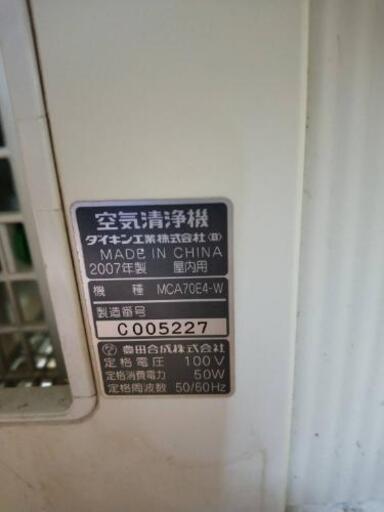 空気清浄機
ダイキン工業株式会社
MADE IN CHINA
2007年製 屋内用
機種 MCA70E4-W
製造番号
C005227
豊田合成株式会社
定格電圧 100V
定格消費電力 50W
定格周波数 50/60Hz